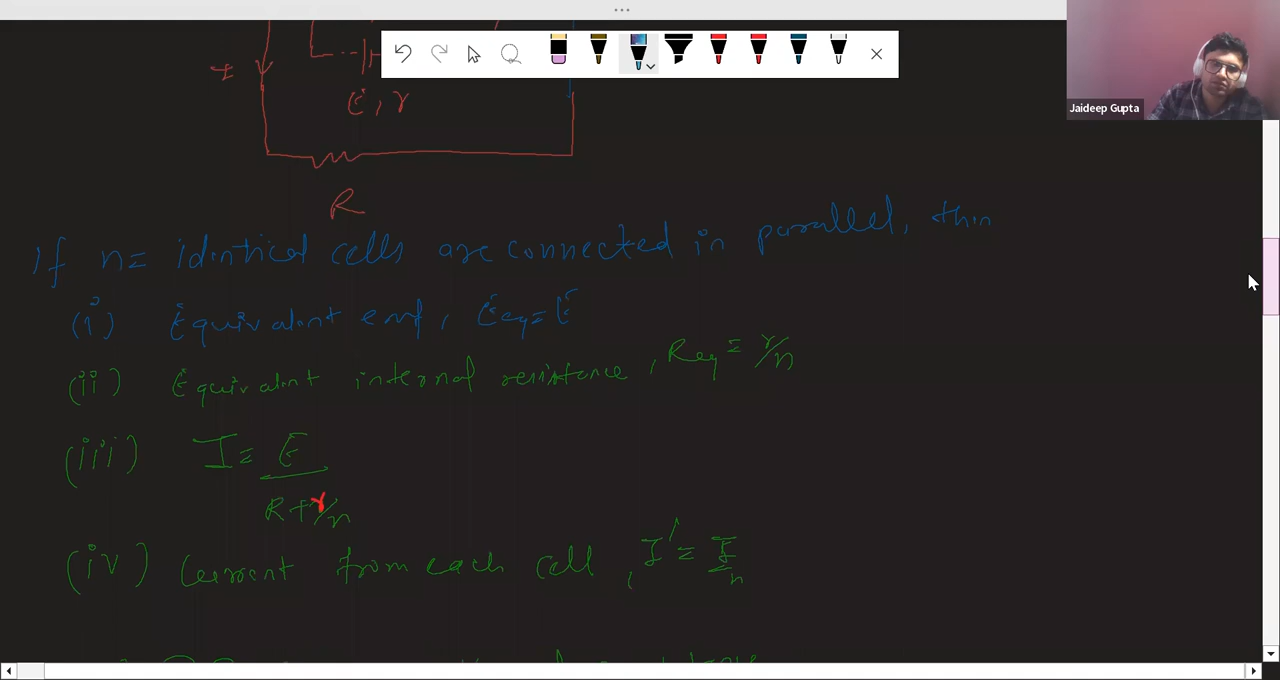 Jaideep Gupta
I
E, r
R
If n= identical cells are connected in parallel, then
(i) Equivalent emf, Eeq = E
(ii) Equivalent internal resistance, Req = r/n
(iii) I = E
R + r/n
(iv) Current from each cell, I' = I/n